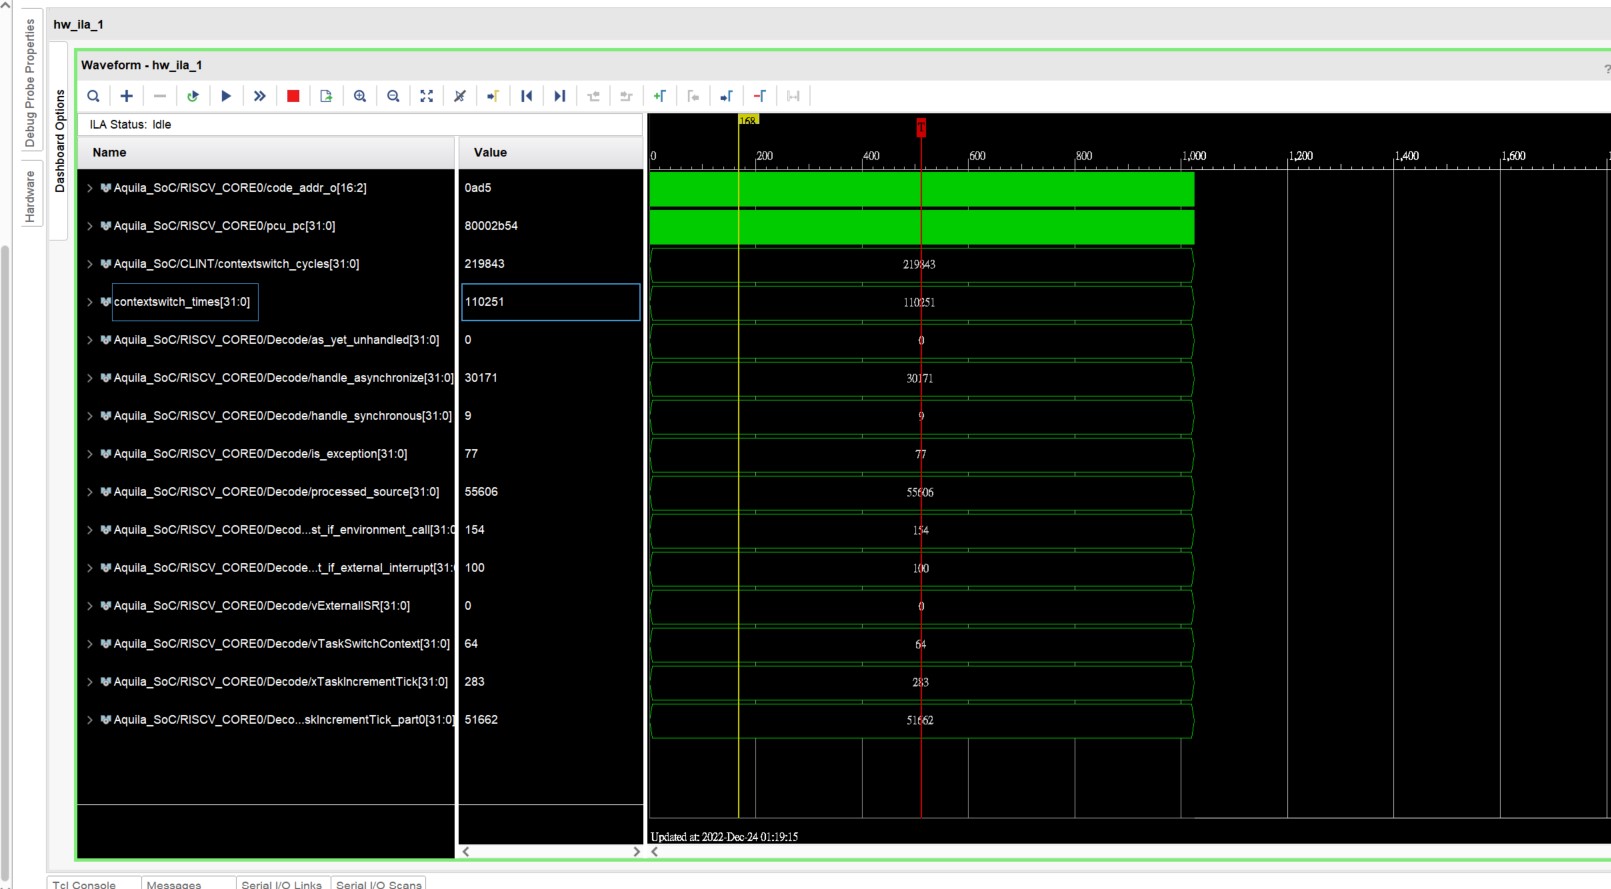 hw_ila_1
Debug Probe Properties
Hardware
Dashboard Options
Waveform - hw_ila_1
?
ILA Status: Idle
Name
Value
168
T
0 200 400 600 800 1,000 1,200 1,400 1,600
Aquila_SoC/RISCV_CORE0/code_addr_o[16:2] 0ad5
Aquila_SoC/RISCV_CORE0/pcu_pc[31:0] 80002b54
Aquila_SoC/CLINT/contextswitch_cycles[31:0] 219843 219843
contextswitch_times[31:0] 110251 110251
Aquila_SoC/RISCV_CORE0/Decode/as_yet_unhandled[31:0] 0 0
Aquila_SoC/RISCV_CORE0/Decode/handle_asynchronize[31:0] 30171 30171
Aquila_SoC/RISCV_CORE0/Decode/handle_synchronous[31:0] 9 9
Aquila_SoC/RISCV_CORE0/Decode/is_exception[31:0] 77 77
Aquila_SoC/RISCV_CORE0/Decode/processed_source[31:0] 55606 55606
Aquila_SoC/RISCV_CORE0/Decod...st_if_environment_call[31:0 154 154
Aquila_SoC/RISCV_CORE0/Decode...t_if_external_interrupt[31: 100 100
Aquila_SoC/RISCV_CORE0/Decode/vExternalISR[31:0] 0 0
Aquila_SoC/RISCV_CORE0/Decode/vTaskSwitchContext[31:0] 64 64
Aquila_SoC/RISCV_CORE0/Decode/xTaskIncrementTick[31:0] 283 283
Aquila_SoC/RISCV_CORE0/Deco...skIncrementTick_part0[31:0] 51662 51662
Updated at: 2022-Dec-24 01:19:15
Tcl Console Messages Serial I/O Links Serial I/O Scans